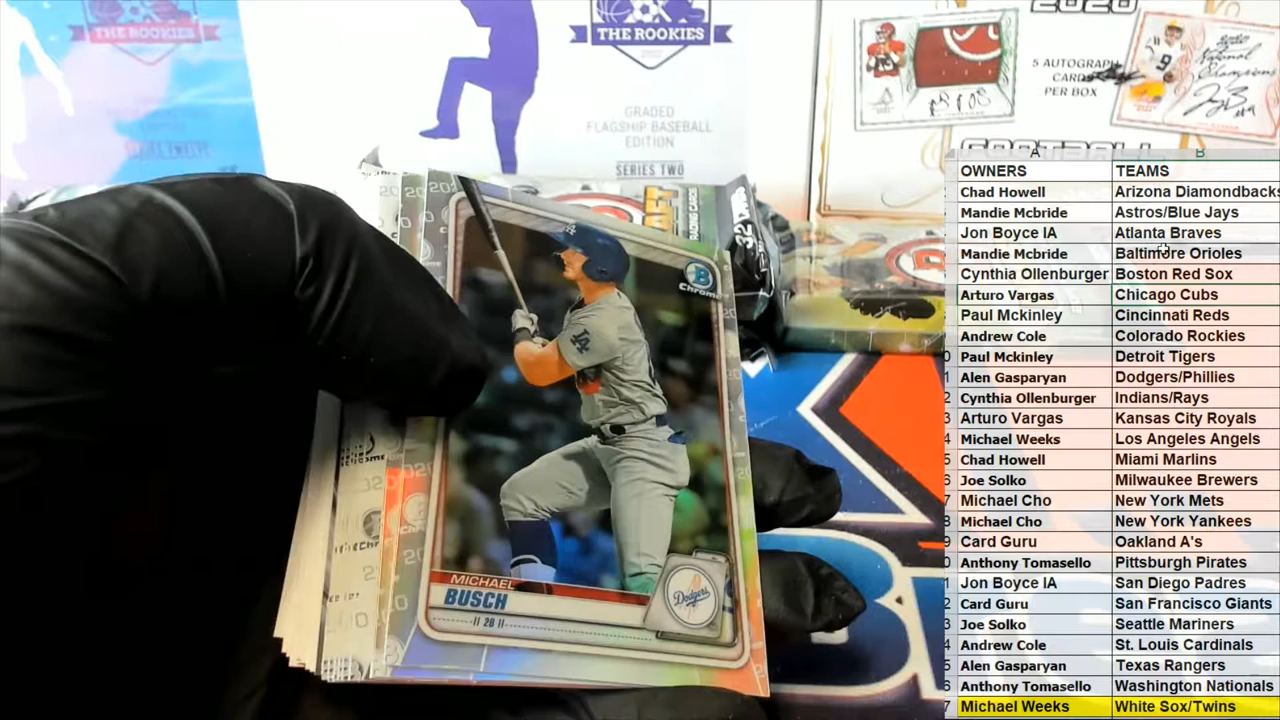 THE ROOKIES
THE ROOKIES
GRADED
FLAGSHIP BASEBALL
EDITION
SERIES TWO
2020
5 AUTOGRAPH
CARDS
PER BOX
FOOTBALL
TRADING CARDS
B
Chrome
LA
MICHAEL
BUSCH
2B
Dodgers
A B
OWNERS TEAMS
Chad Howell Arizona Diamondback
Mandie Mcbride Astros/Blue Jays
Jon Boyce IA Atlanta Braves
Mandie Mcbride Baltimore Orioles
Cynthia Ollenburger Boston Red Sox
Arturo Vargas Chicago Cubs
Paul Mckinley Cincinnati Reds
Andrew Cole Colorado Rockies
Paul Mckinley Detroit Tigers
Alen Gasparyan Dodgers/Phillies
Cynthia Ollenburger Indians/Rays
Arturo Vargas Kansas City Royals
Michael Weeks Los Angeles Angels
Chad Howell Miami Marlins
Joe Solko Milwaukee Brewers
Michael Cho New York Mets
Michael Cho New York Yankees
Card Guru Oakland A's
Anthony Tomasello Pittsburgh Pirates
Jon Boyce IA San Diego Padres
Card Guru San Francisco Giants
Joe Solko Seattle Mariners
Andrew Cole St. Louis Cardinals
Alen Gasparyan Texas Rangers
Anthony Tomasello Washington Nationals
Michael Weeks White Sox/Twins